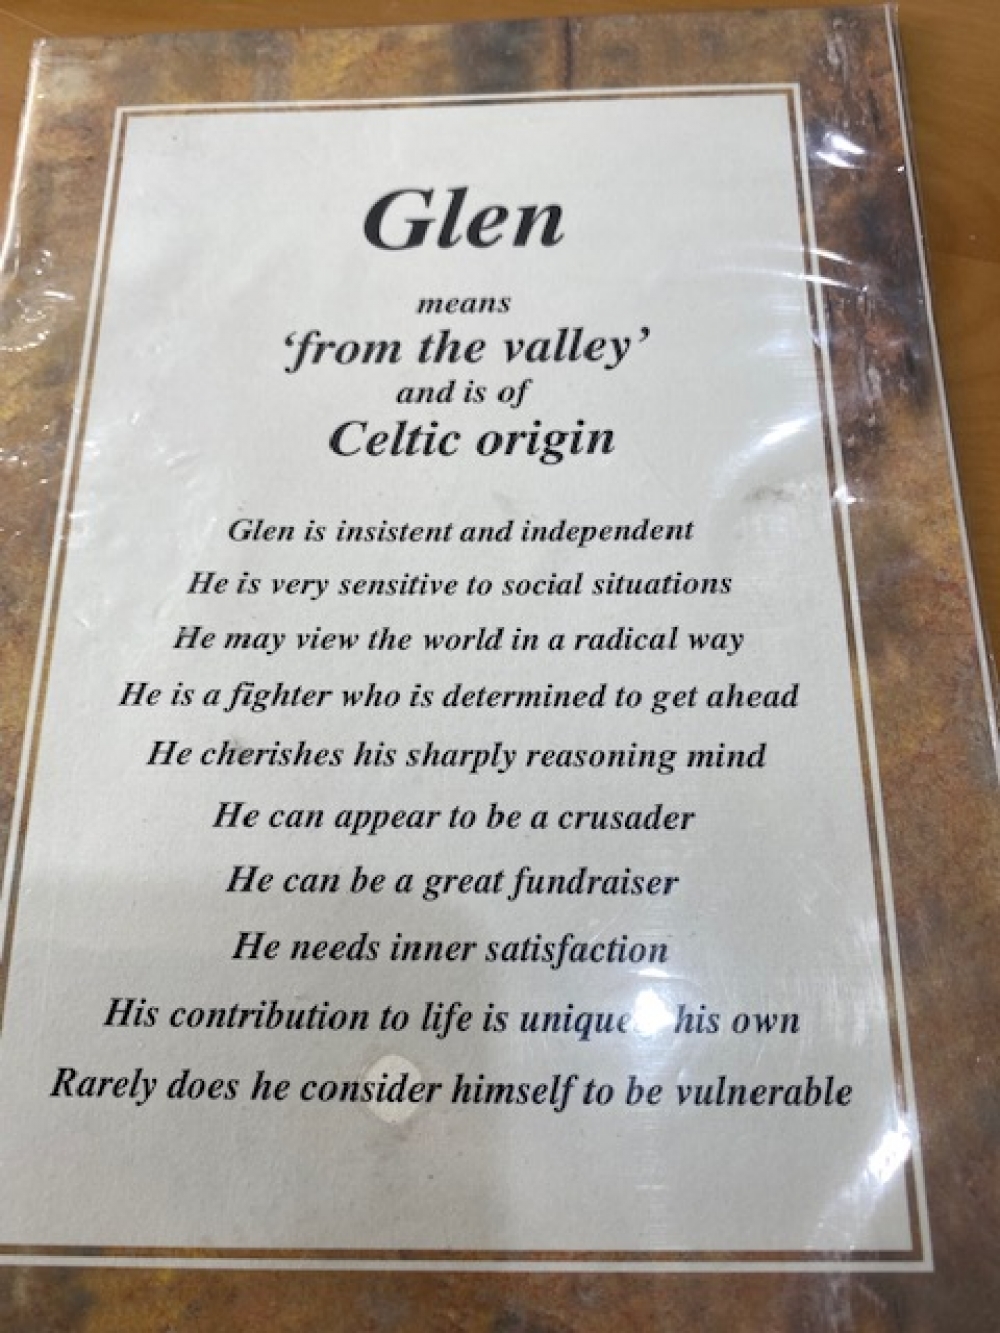 Glen
means
‘from the valley’
and is of
Celtic origin
Glen is insistent and independent
He is very sensitive to social situations
He may view the world in a radical way
He is a fighter who is determined to get ahead
He cherishes his sharply reasoning mind
He can appear to be a crusader
He can be a great fundraiser
He needs inner satisfaction
His contribution to life is his own
Rarely does he consider himself to be vulnerable